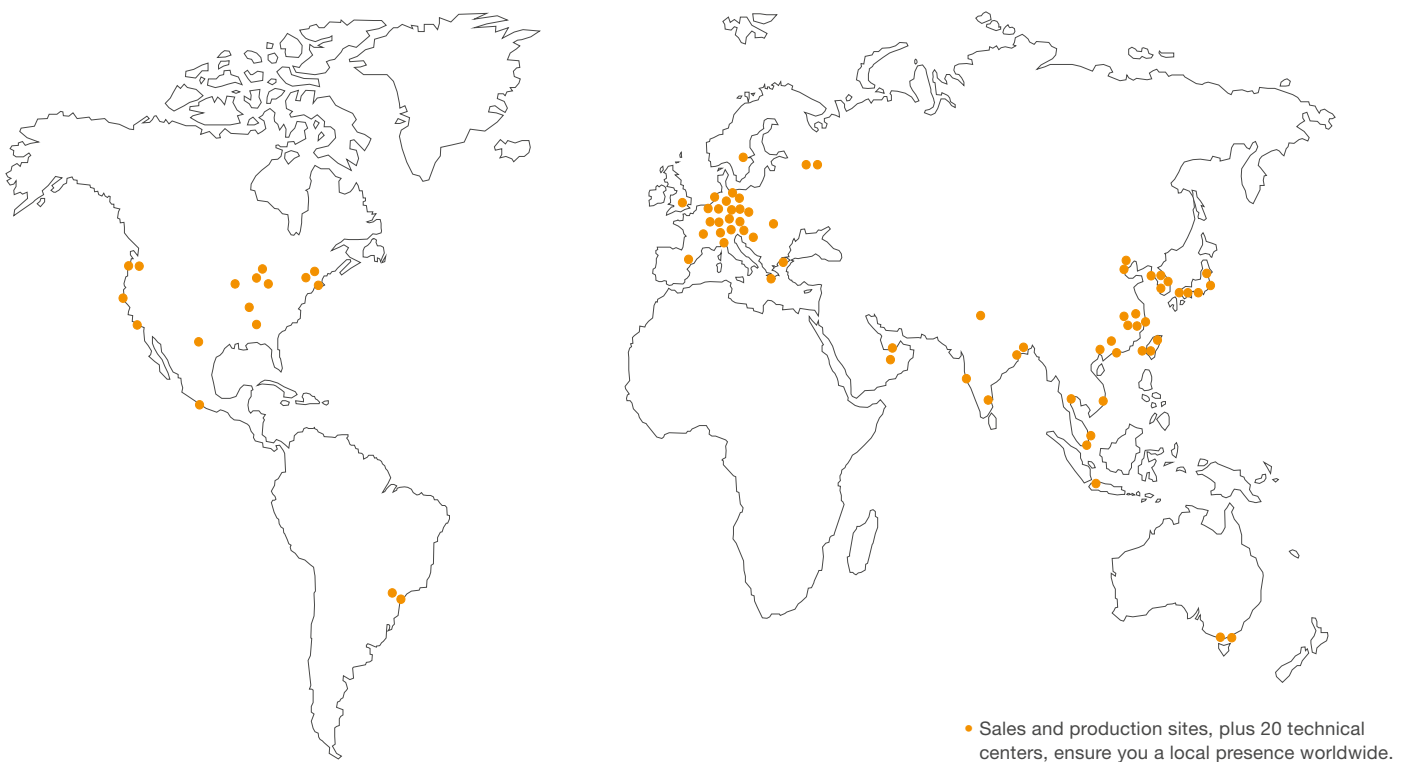 Sales and production sites, plus 20 technical
centers, ensure you a local presence worldwide.